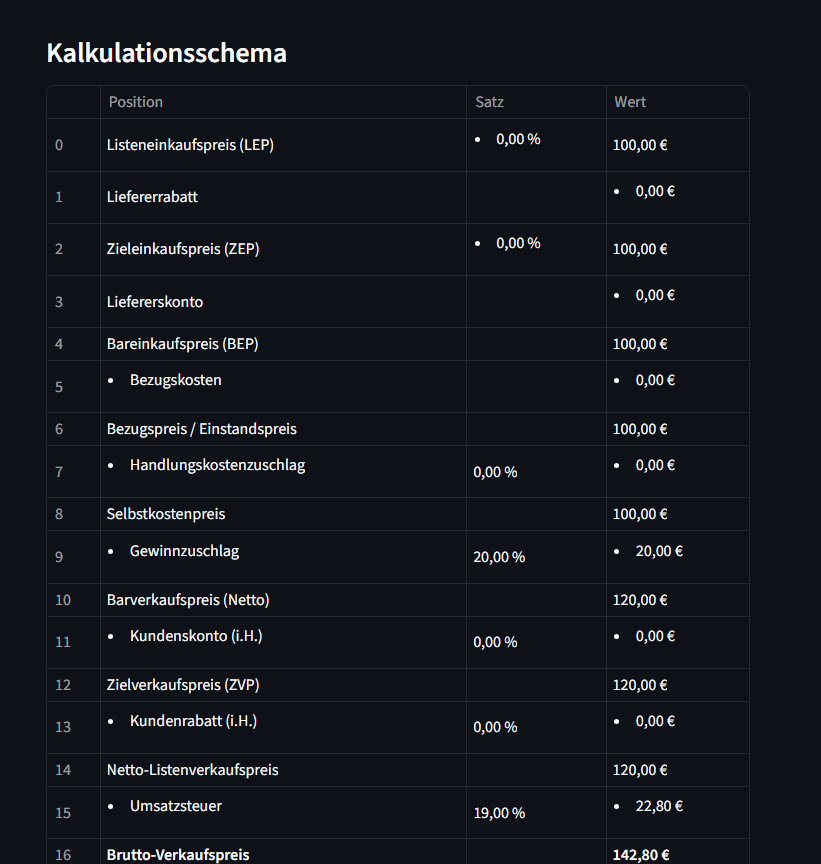 Kalkulationsschema
Position Satz Wert
0 Listeneinkaufspreis (LEP) • 0,00 % 100,00 €
1 Liefererrabatt • 0,00 €
2 Zieleinkaufspreis (ZEP) • 0,00 % 100,00 €
3 Liefererskonto • 0,00 €
4 Bareinkaufspreis (BEP) 100,00 €
5 • Bezugskosten • 0,00 €
6 Bezugspreis / Einstandspreis 100,00 €
7 • Handlungskostenzuschlag 0,00 % • 0,00 €
8 Selbstkostenpreis 100,00 €
9 • Gewinnzuschlag 20,00 % • 20,00 €
10 Barverkaufspreis (Netto) 120,00 €
11 • Kundenskonto (i.H.) 0,00 % • 0,00 €
12 Zielverkaufspreis (ZVP) 120,00 €
13 • Kundenrabatt (i.H.) 0,00 % • 0,00 €
14 Netto-Listenverkaufspreis 120,00 €
15 • Umsatzsteuer 19,00 % • 22,80 €
16 Brutto-Verkaufspreis 142,80 €